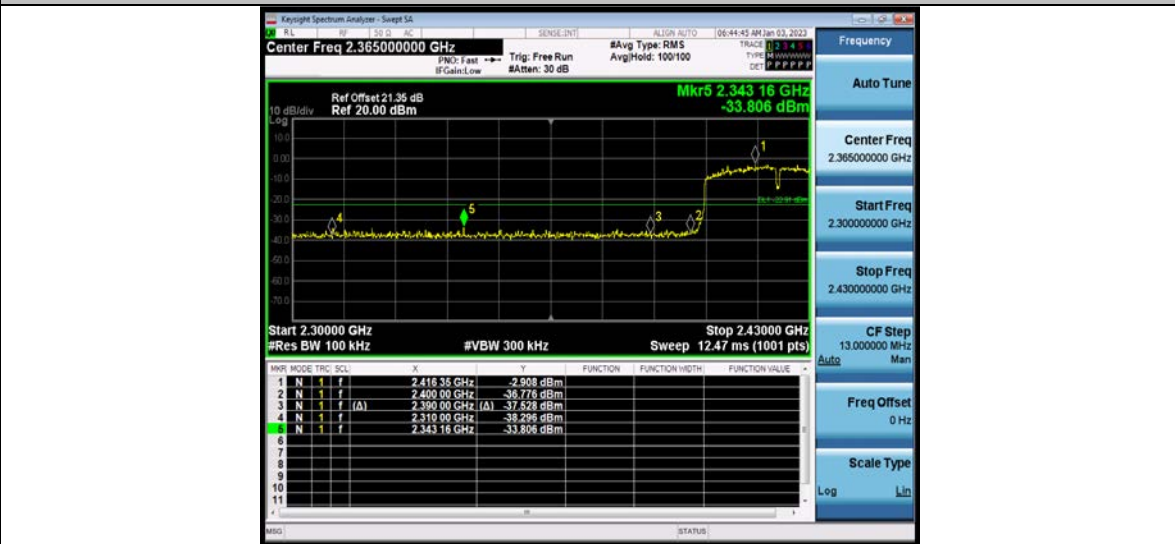 Keysight Spectrum Analyzer - Swept SA
RL RF 50 Ω AC SENSE:INT ALIGN AUTO 06:44:45 AM Jan 03, 2023
Center Freq 2.365000000 GHz
PNO: Fast
IFGain:Low
Trig: Free Run
#Atten: 30 dB
#Avg Type: RMS
Avg|Hold: 100/100
TRACE 1 2 3 4 5 6
TYPE M W W W W W
DET P P P P P P
Frequency
Ref Offset 21.35 dB
10 dB/div Ref 20.00 dBm
Log
Mkr5 2.343 16 GHz
-33.806 dBm
10.0
0.00
-10.0
-20.0
-30.0
-40.0
-50.0
-60.0
-70.0
1
2
3
4
5
DL1 -22.91 dBm
Start 2.30000 GHz Stop 2.43000 GHz
#Res BW 100 kHz #VBW 300 kHz Sweep 12.47 ms (1001 pts)
MKR MODE TRC SCL X Y FUNCTION FUNCTION WIDTH FUNCTION VALUE
1 N 1 f 2.416 35 GHz -2.908 dBm
2 N 1 f 2.400 00 GHz -36.776 dBm
3 N 1 f (Δ) 2.390 00 GHz (Δ) -37.528 dBm
4 N 1 f 2.310 00 GHz -38.296 dBm
5 N 1 f 2.343 16 GHz -33.806 dBm
6
7
8
9
10
11
MSG STATUS
Auto Tune
Center Freq
2.365000000 GHz
Start Freq
2.300000000 GHz
Stop Freq
2.430000000 GHz
CF Step
13.000000 MHz
Auto Man
Freq Offset
0 Hz
Scale Type
Log Lin